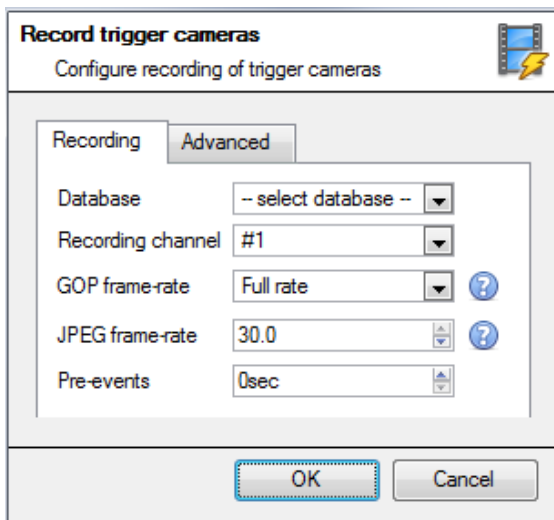 Record trigger cameras
Configure recording of trigger cameras
Recording Advanced
Database -- select database --
Recording channel #1
GOP frame-rate Full rate ?
JPEG frame-rate 30.0 ?
Pre-events 0sec
OK Cancel